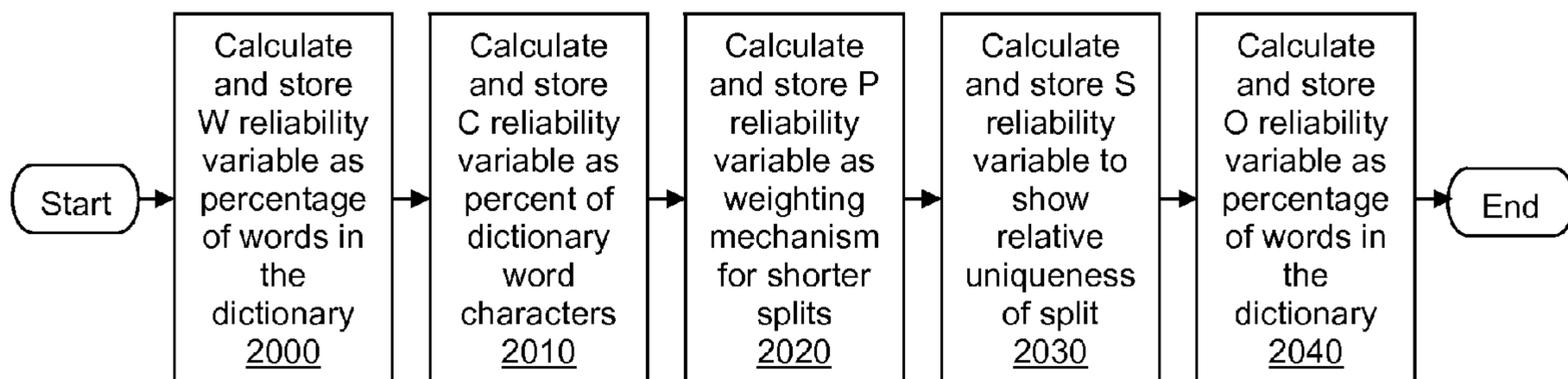 Start
Calculate
and store
W reliability
variable as
percentage
of words in
the
dictionary
2000
Calculate
and store
C reliability
variable as
percent of
dictionary
word
characters
2010
Calculate
and store P
reliability
variable as
weighting
mechanism
for shorter
splits
2020
Calculate
and store S
reliability
variable to
show
relative
uniqueness
of split
2030
Calculate
and store
O reliability
variable as
percentage
of words in
the
dictionary
2040
End